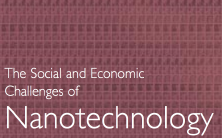 The Social and Economic
Challenges of
Nanotechnology